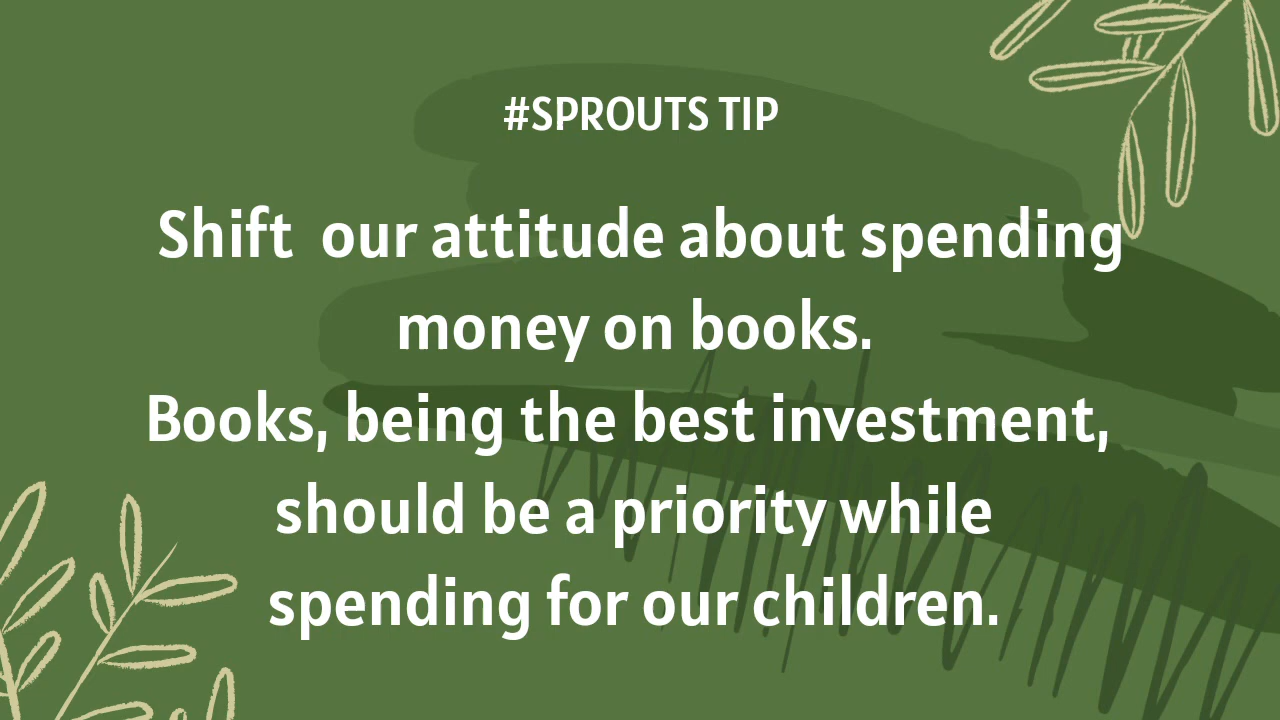 #SPROUTS TIP
Shift  our attitude about spending
money on books.
Books, being the best investment,
should be a priority while
spending for our children.